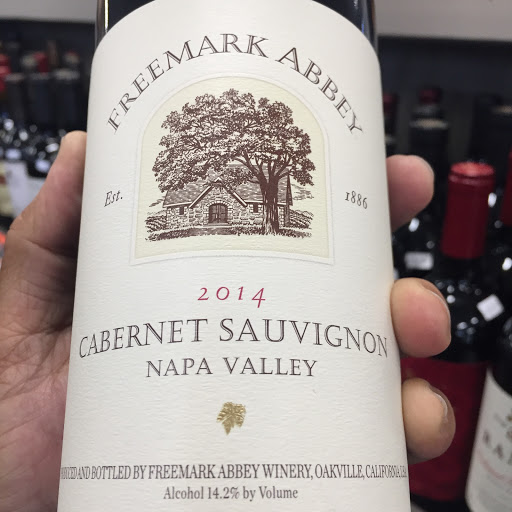 FREEMARK ABBEY
Est. 1886
2014
CABERNET SAUVIGNON
NAPA VALLEY
AND BOTTLED BY FREEMARK ABBEY WINERY, OAKVILLE, CALIFORNIA
Alcohol 14.2% by Volume